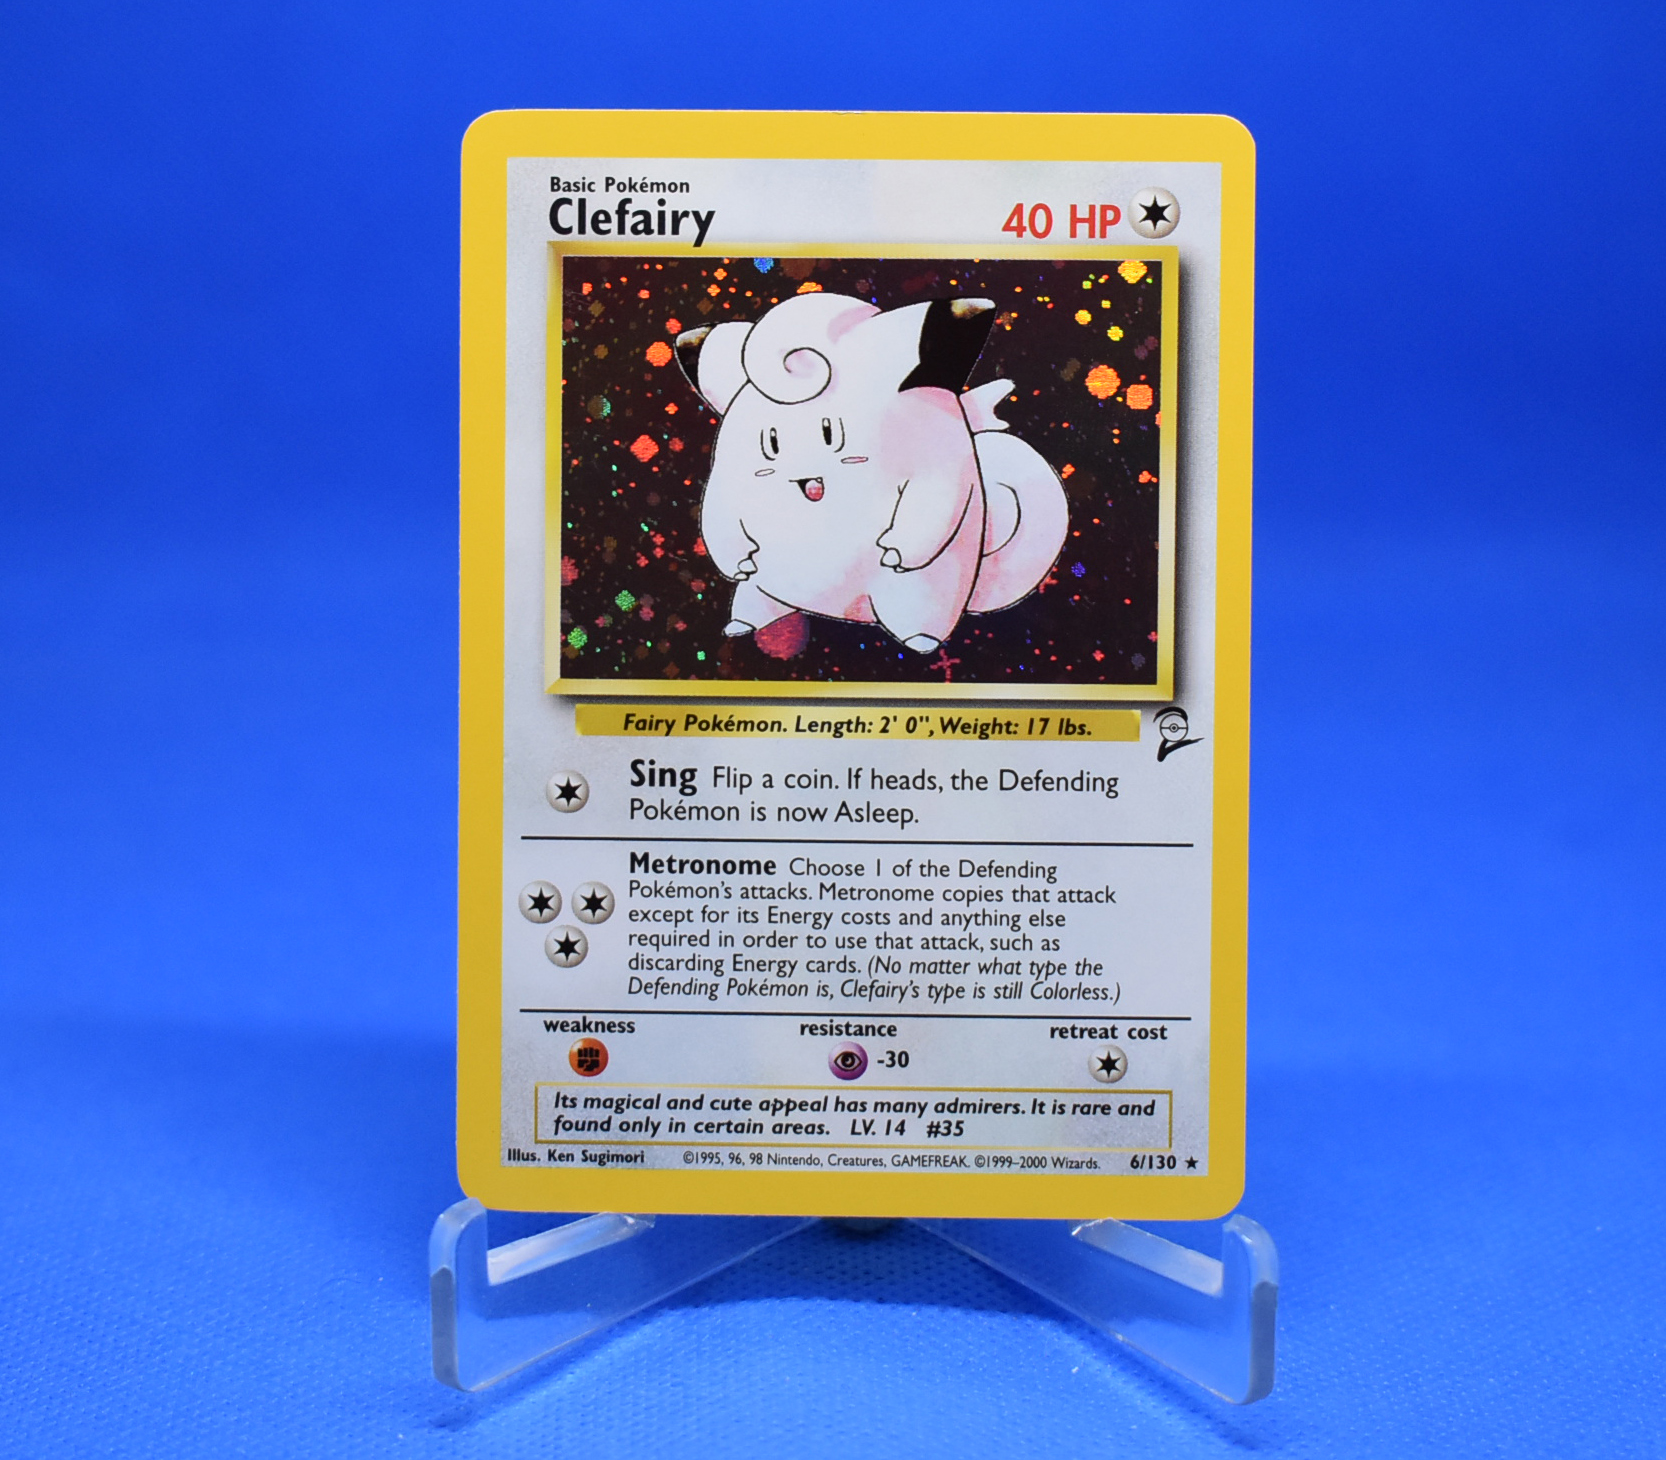 Basic Pokémon
Clefairy
40 HP
Fairy Pokémon. Length: 2' 0", Weight: 17 lbs.
Sing Flip a coin. If heads, the Defending
Pokémon is now Asleep.
Metronome Choose 1 of the Defending
Pokémon's attacks. Metronome copies that attack
except for its Energy costs and anything else
required in order to use that attack, such as
discarding Energy cards. (No matter what type the
Defending Pokémon is, Clefairy's type is still Colorless.)
weakness resistance retreat cost
-30
Its magical and cute appeal has many admirers. It is rare and
found only in certain areas. LV. 14 #35
Illus. Ken Sugimori ©1995, 96, 98 Nintendo, Creatures, GAMEFREAK. ©1999–2000 Wizards. 6/130 ★